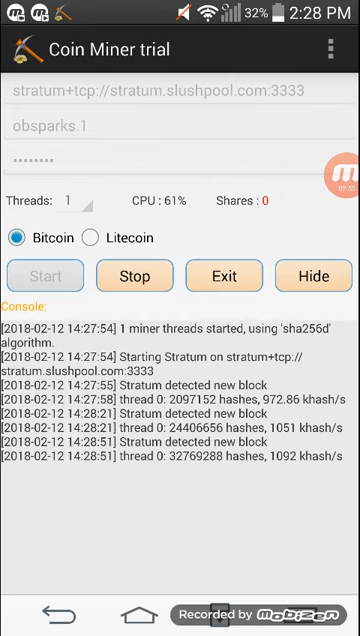 32% 2:28 PM
Coin Miner trial
stratum+tcp://stratum.slushpool.com:3333
obsparks.1
••••••••
02:53
Threads: 1 CPU : 61% Shares : 0
Bitcoin Litecoin
Start Stop Exit Hide
Console:
[2018-02-12 14:27:54] 1 miner threads started, using 'sha256d'
algorithm.
[2018-02-12 14:27:54] Starting Stratum on stratum+tcp://
stratum.slushpool.com:3333
[2018-02-12 14:27:55] Stratum detected new block
[2018-02-12 14:27:58] thread 0: 2097152 hashes, 972.86 khash/s
[2018-02-12 14:28:21] Stratum detected new block
[2018-02-12 14:28:21] thread 0: 24406656 hashes, 1051 khash/s
[2018-02-12 14:28:51] Stratum detected new block
[2018-02-12 14:28:51] thread 0: 32769288 hashes, 1092 khash/s
Recorded by mobizen